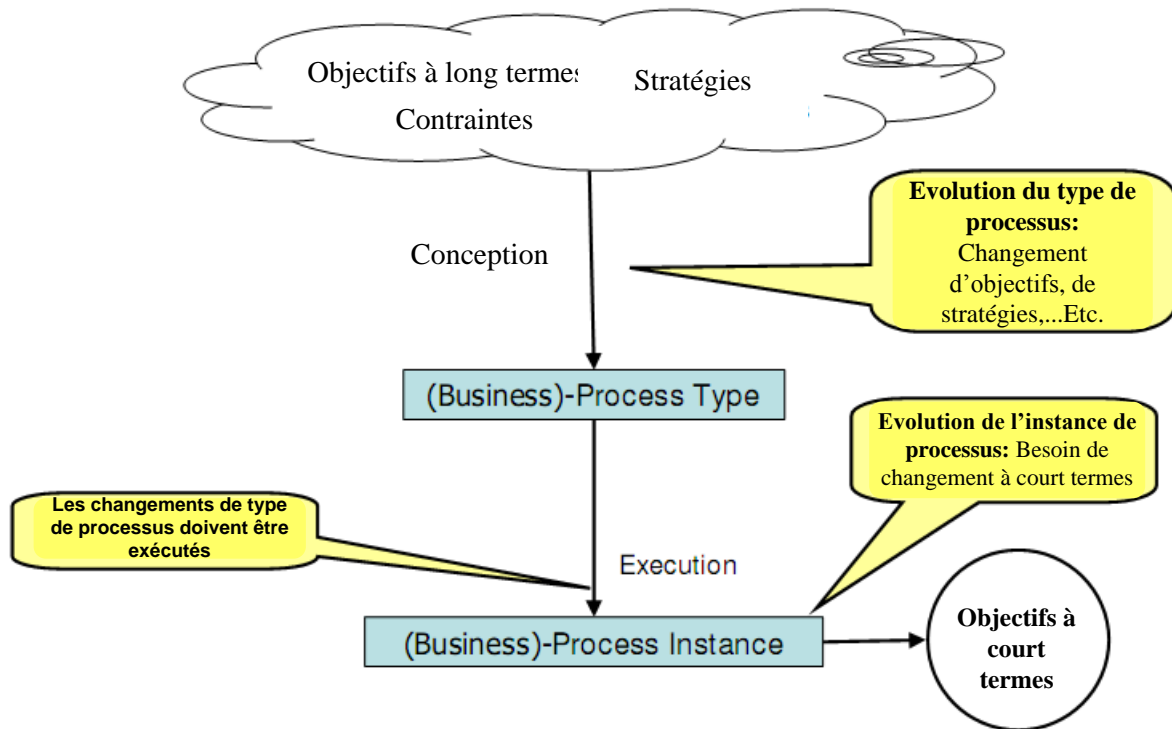 Objectifs à long termes
Stratégies
Contraintes
Evolution du type de
processus:
Changement
d’objectifs, de
stratégies,...Etc.
Conception
(Business)-Process Type
Evolution de l’instance de
processus: Besoin de
changement à court termes
Les changements de type
de processus doivent être
exécutés
Execution
(Business)-Process Instance
Objectifs à
court
termes